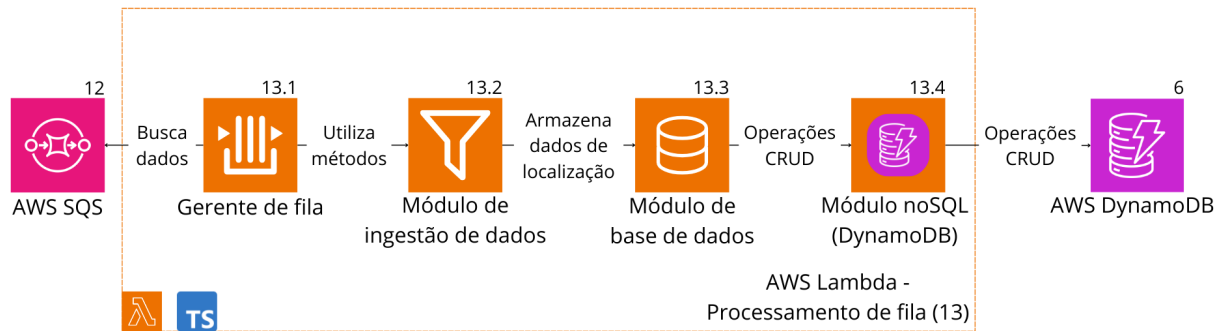 12
13.1
13.2
13.3
13.4
6
Busca
dados
Utiliza
métodos
Armazena
dados de
localização
Operações
CRUD
Operações
CRUD
AWS SQS
Gerente de fila
Módulo de
ingestão de dados
Módulo de
base de dados
Módulo noSQL
(DynamoDB)
AWS DynamoDB
AWS Lambda -
Processamento de fila (13)
TS